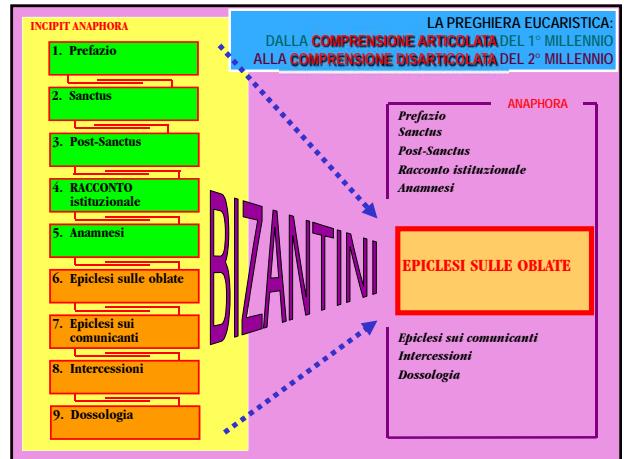 LA PREGHIERA EUCARISTICA:
DALLA COMPRENSIONE ARTICOLATA DEL 1° MILLENNIO
ALLA COMPRENSIONE DISARTICOLATA DEL 2° MILLENNIO
INCIPIT ANAPHORA
1. Prefazio
2. Sanctus
3. Post-Sanctus
4. RACCONTO
istituzionale
5. Anamnesi
6. Epiclesi sulle oblate
7. Epiclesi sui
comunicanti
8. Intercessioni
9. Dossologia
BIZANTINI
ANAPHORA
Prefazio
Sanctus
Post-Sanctus
Racconto istituzionale
Anamnesi
EPICLESI SULLE OBLATE
Epiclesi sui comunicanti
Intercessioni
Dossologia